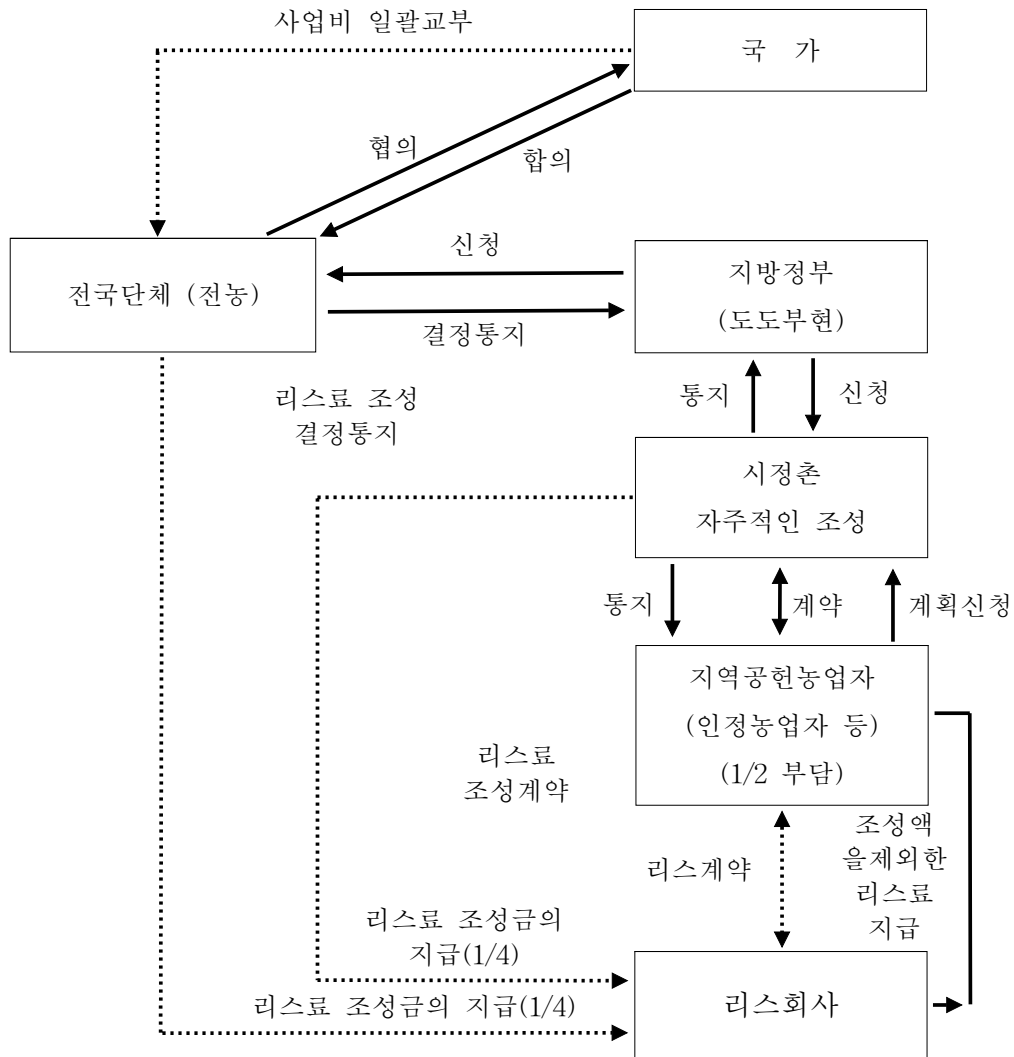 사업비 일괄교부
국 가
협의
합의
전국단체 (전농)
신청
결정통지
지방정부
(도도부현)
리스료 조성
결정통지
통지
신청
시정촌
자주적인 조성
통지
계약
계획신청
지역공헌농업자
(인정농업자 등)
(1/2 부담)
리스료
조성계약
리스계약
조성액
을제외한
리스료
지급
리스료 조성금의
지급(1/4)
리스료 조성금의 지급(1/4)
리스회사